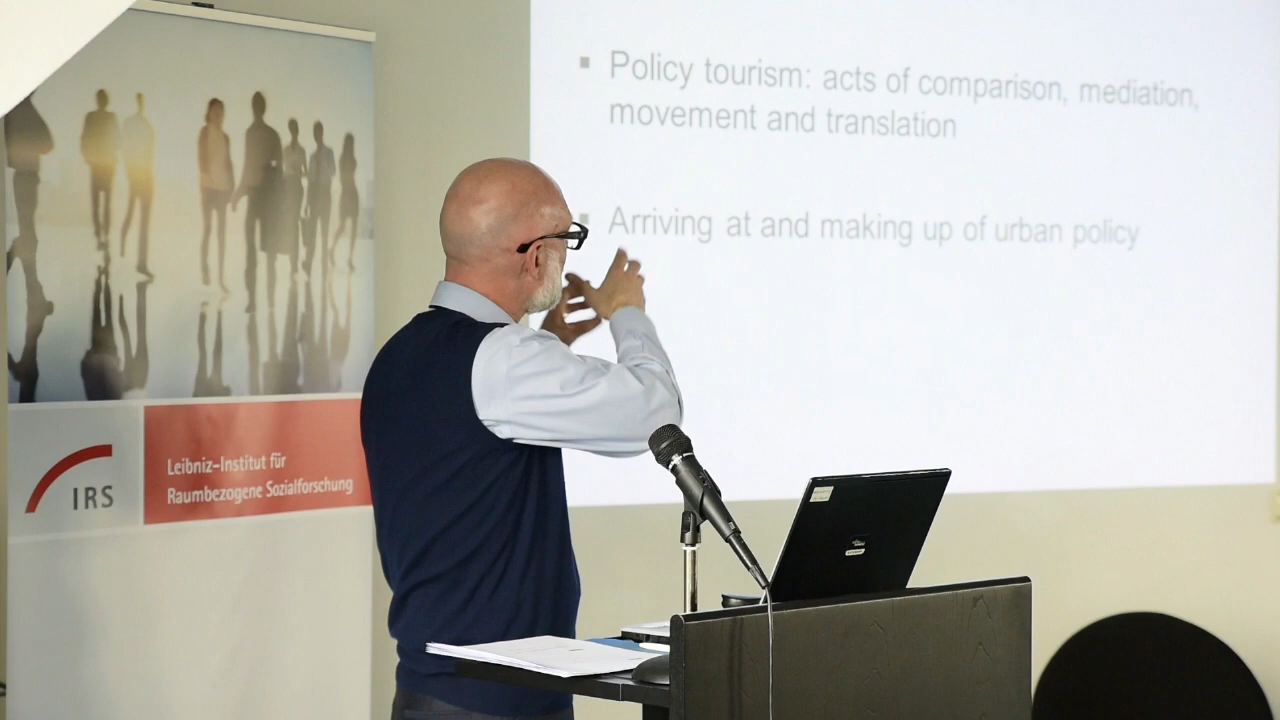 Policy tourism: acts of comparison, mediation,
movement and translation
Arriving at and making up of urban policy
IRS
Leibniz-Institut für
Raumbezogene Sozialforschung